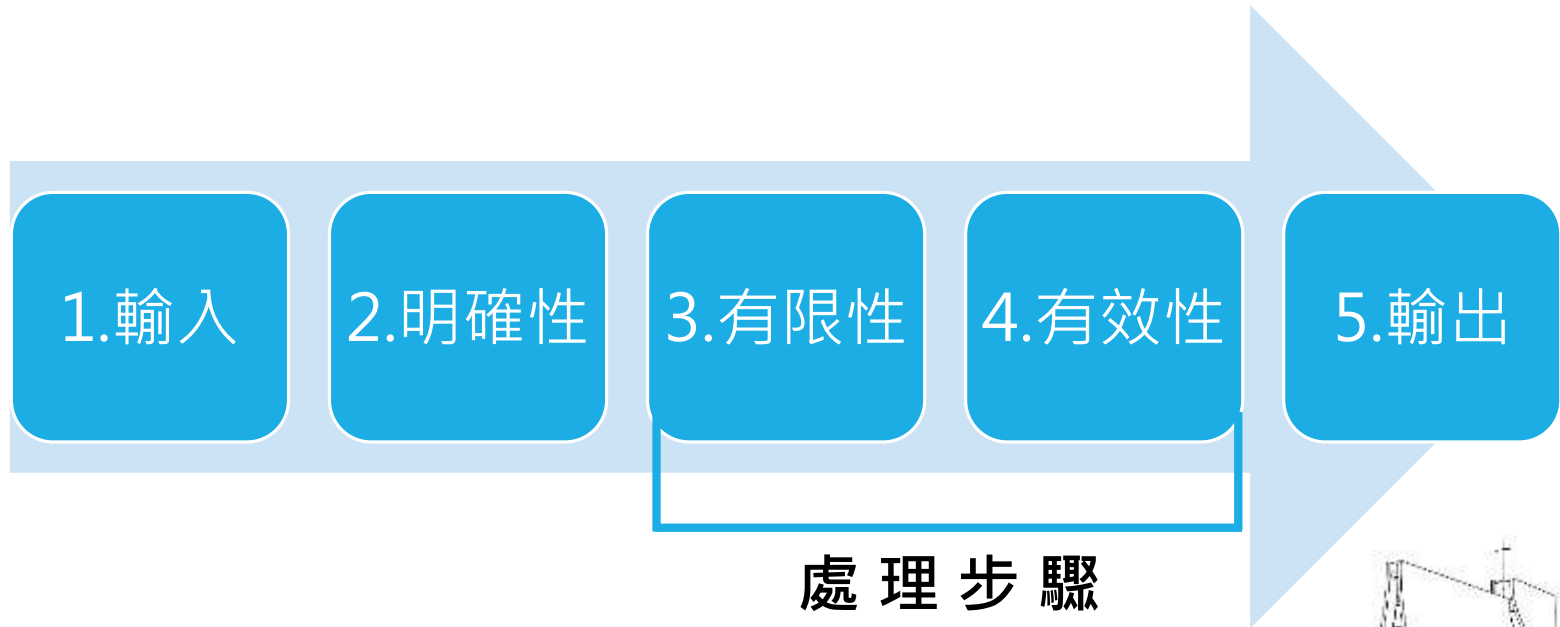 1.輸入
2.明確性
3.有限性
4.有效性
5.輸出
處理步驟